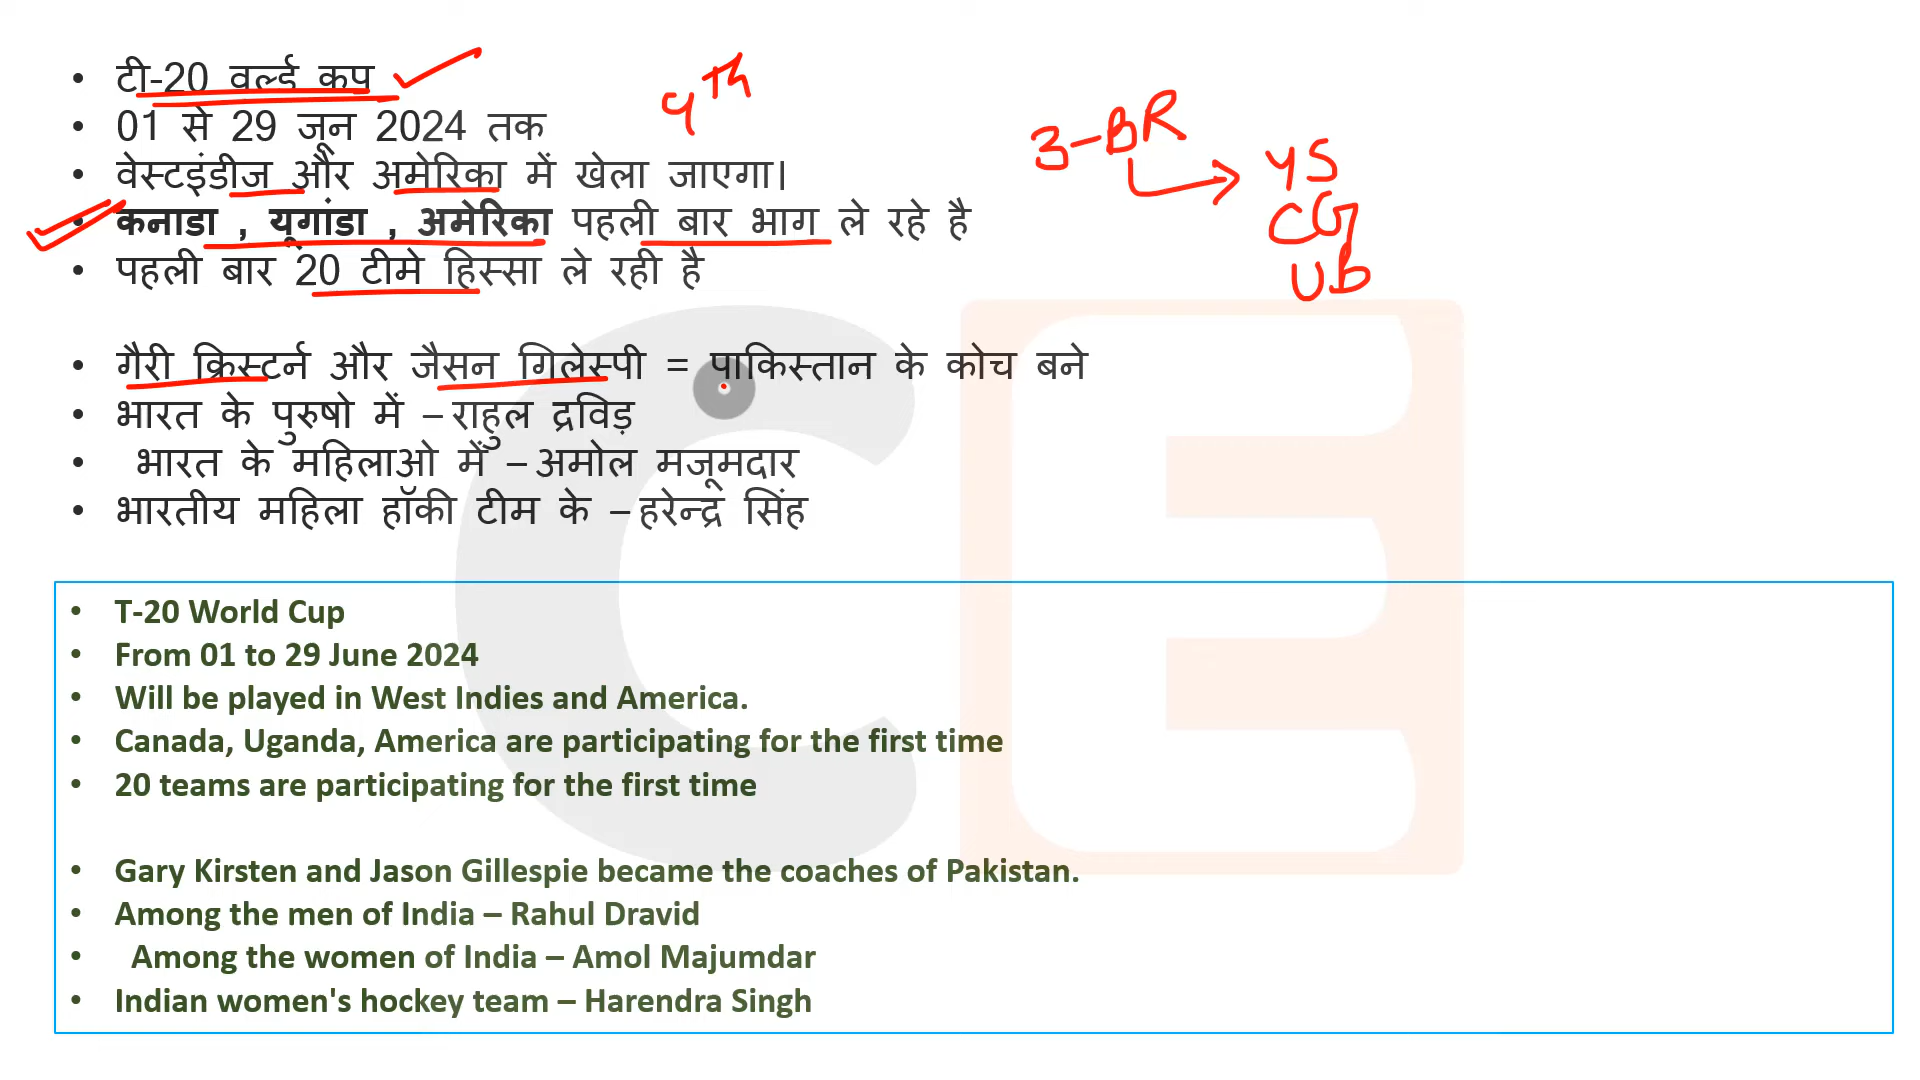 • टी-20 वर्ल्ड कप
9th
• 01 से 29 जून 2024 तक
3-BR
YS
CG
UB
• वेस्टइंडीज और अमेरिका में खेला जाएगा।
• कनाडा , यूगांडा , अमेरिका पहली बार भाग ले रहे है
• पहली बार 20 टीमे हिस्सा ले रही है
• गैरी क्रिस्टर्न और जैसन गिलेस्पी = पाकिस्तान के कोच बने
• भारत के पुरुषो में – राहुल द्रविड़
• भारत के महिलाओ में – अमोल मजूमदार
• भारतीय महिला हॉकी टीम के – हरेन्द्र सिंह
• T-20 World Cup
• From 01 to 29 June 2024
• Will be played in West Indies and America.
• Canada, Uganda, America are participating for the first time
• 20 teams are participating for the first time
• Gary Kirsten and Jason Gillespie became the coaches of Pakistan.
• Among the men of India – Rahul Dravid
• Among the women of India – Amol Majumdar
• Indian women's hockey team – Harendra Singh
CE